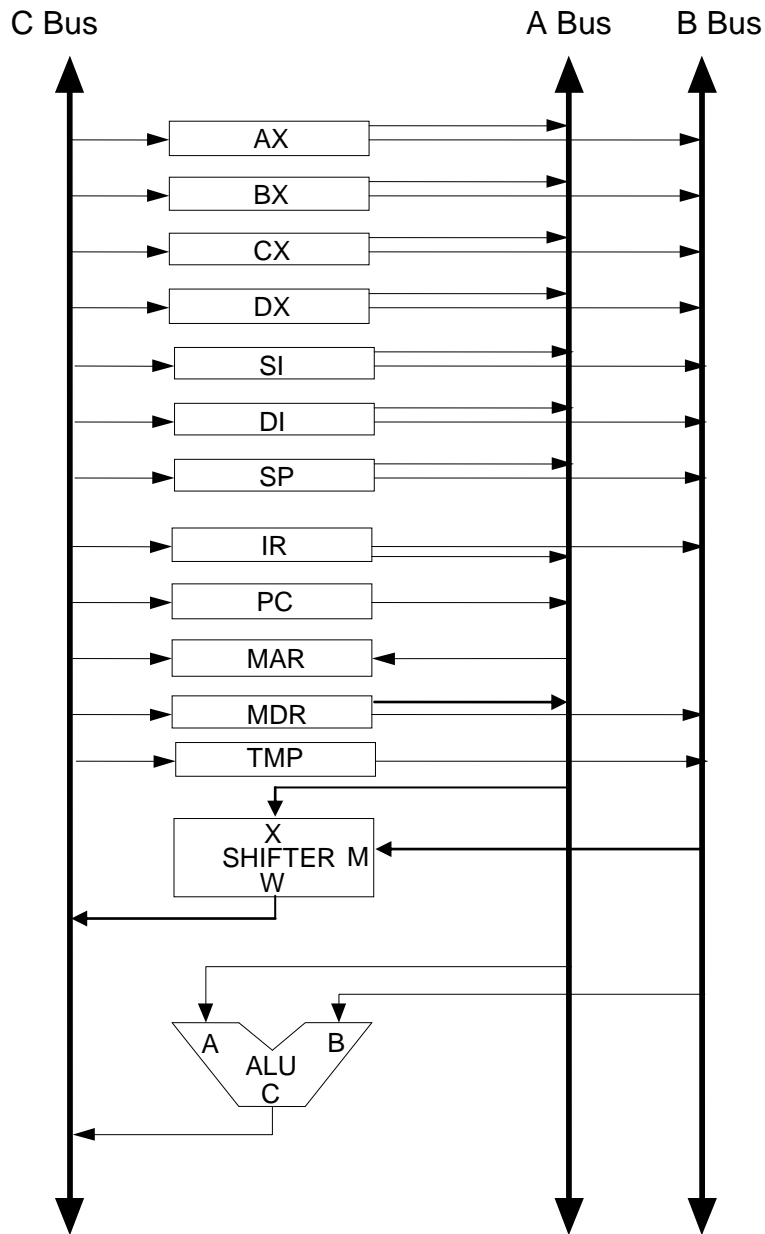 C Bus
A Bus
B Bus
AX
BX
CX
DX
SI
DI
SP
IR
PC
MAR
MDR
TMP
X
SHIFTER M
W
A
B
ALU
C